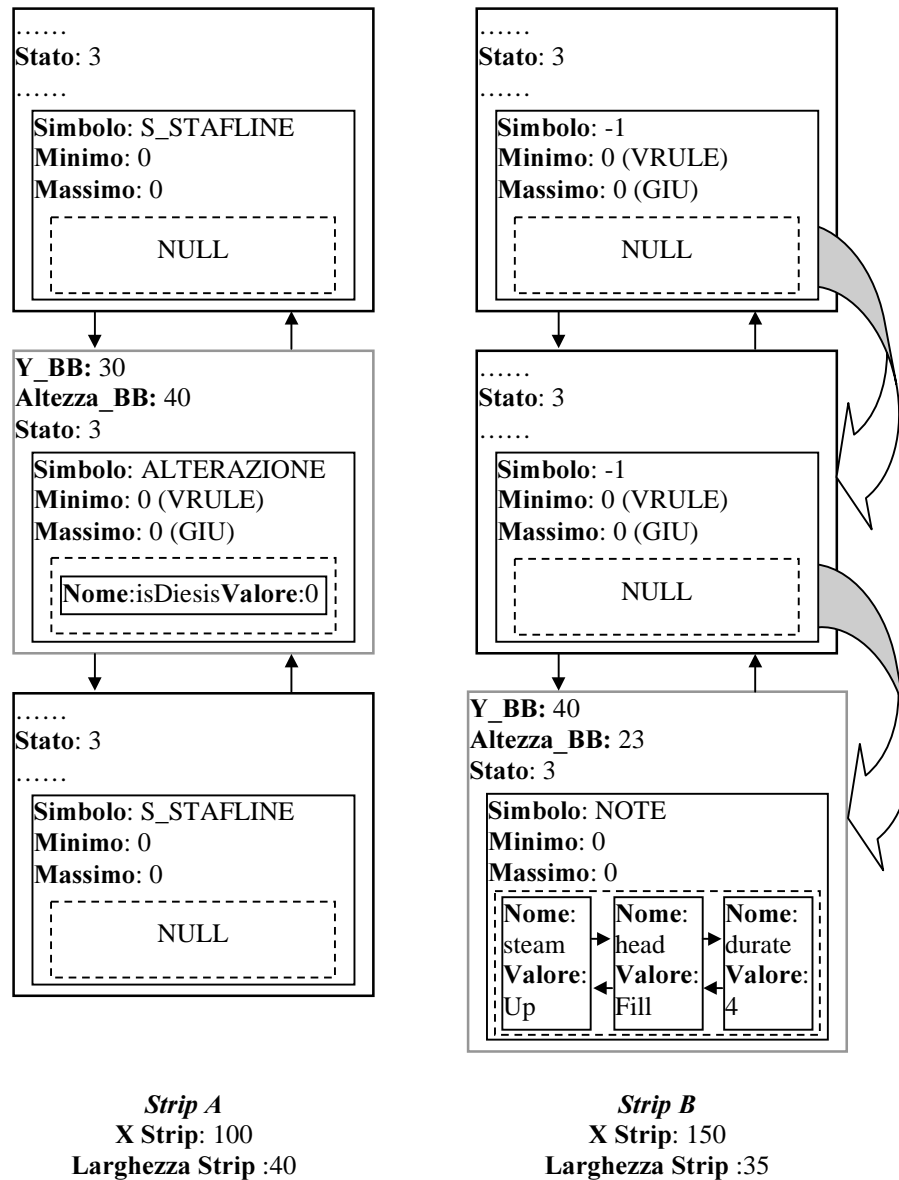 ……
Stato: 3
……
Simbolo: S_STAFLINE
Minimo: 0
Massimo: 0
NULL
Y_BB: 30
Altezza_BB: 40
Stato: 3
Simbolo: ALTERAZIONE
Minimo: 0 (VRULE)
Massimo: 0 (GIU)
Nome:isDiesisValore:0
……
Stato: 3
……
Simbolo: S_STAFLINE
Minimo: 0
Massimo: 0
NULL
Strip A
X Strip: 100
Larghezza Strip :40
……
Stato: 3
……
Simbolo: -1
Minimo: 0 (VRULE)
Massimo: 0 (GIU)
NULL
……
Stato: 3
……
Simbolo: -1
Minimo: 0 (VRULE)
Massimo: 0 (GIU)
NULL
Y_BB: 40
Altezza_BB: 23
Stato: 3
Simbolo: NOTE
Minimo: 0
Massimo: 0
Nome:
steam
Valore:
Up
Nome:
head
Valore:
Fill
Nome:
durate
Valore:
4
Strip B
X Strip: 150
Larghezza Strip :35